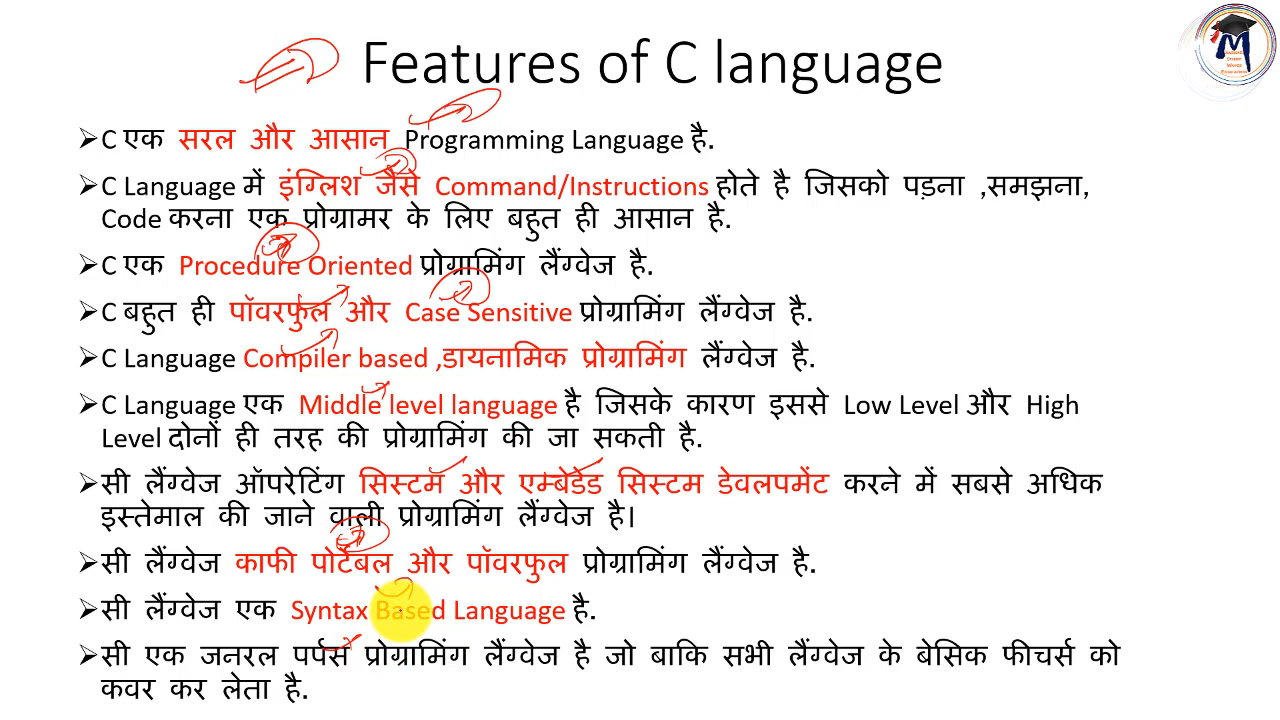 Features of C language
➢C एक सरल और आसान Programming Language है.
➢C Language में इंग्लिश जैसे Command/Instructions होते है जिसको पड़ना ,समझना,
Code करना एक प्रोग्रामर के लिए बहुत ही आसान है.
➢C एक Procedure Oriented प्रोग्रामिंग लैंग्वेज है.
➢C बहुत ही पॉवरफुल और Case Sensitive प्रोग्रामिंग लैंग्वेज है.
➢C Language Compiler based ,डायनामिक प्रोग्रामिंग लैंग्वेज है.
➢C Language एक Middle level language है जिसके कारण इससे Low Level और High
Level दोनों ही तरह की प्रोग्रामिंग की जा सकती है.
➢सी लैंग्वेज ऑपरेटिंग सिस्टम और एम्बेडेड सिस्टम डेवलपमेंट करने में सबसे अधिक
इस्तेमाल की जाने वाली प्रोग्रामिंग लैंग्वेज है।
➢सी लैंग्वेज काफी पोर्टेबल और पॉवरफुल प्रोग्रामिंग लैंग्वेज है.
➢सी लैंग्वेज एक Syntax Based Language है.
➢सी एक जनरल पर्पस प्रोग्रामिंग लैंग्वेज है जो बाकि सभी लैंग्वेज के बेसिक फीचर्स को
कवर कर लेता है.